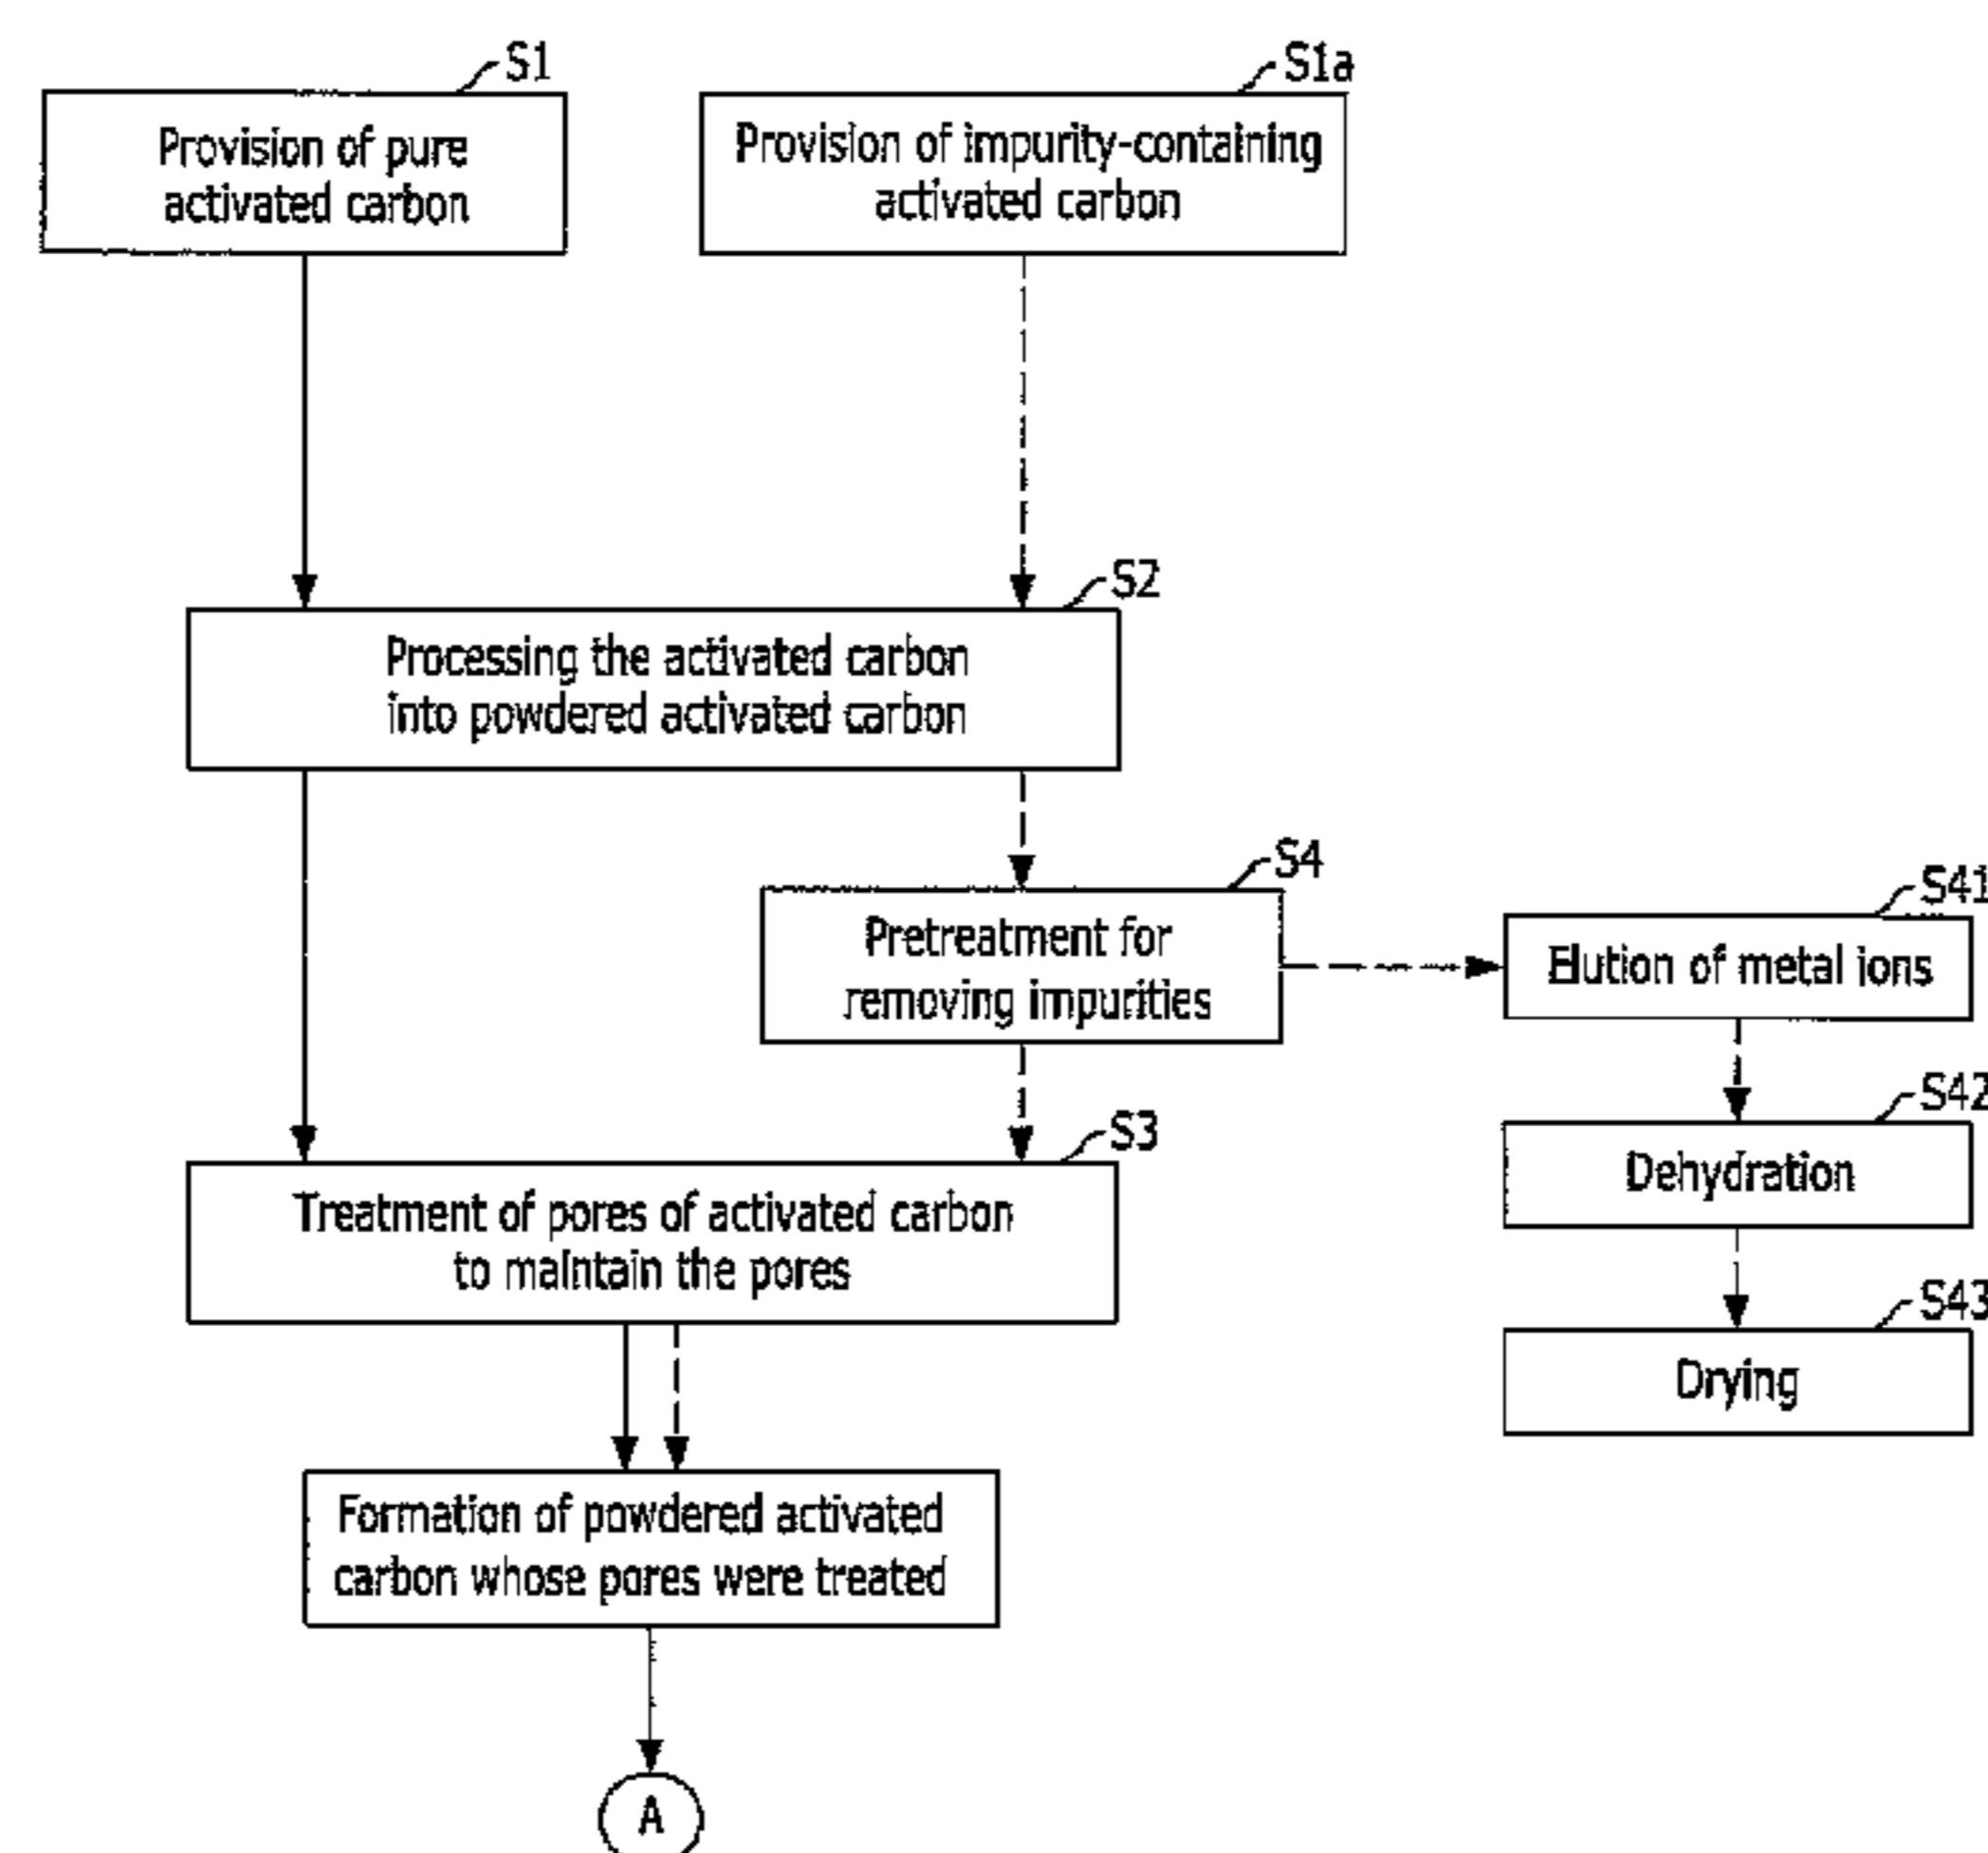 S1
Provision of pure
activated carbon
S1a
Provision of impurity-containing
activated carbon
S2
Processing the activated carbon
into powdered activated carbon
S4
Pretreatment for
removing impurities
S41
Elution of metal ions
S42
Dehydration
S43
Drying
S3
Treatment of pores of activated carbon
to maintain the pores
Formation of powdered activated
carbon whose pores were treated
A